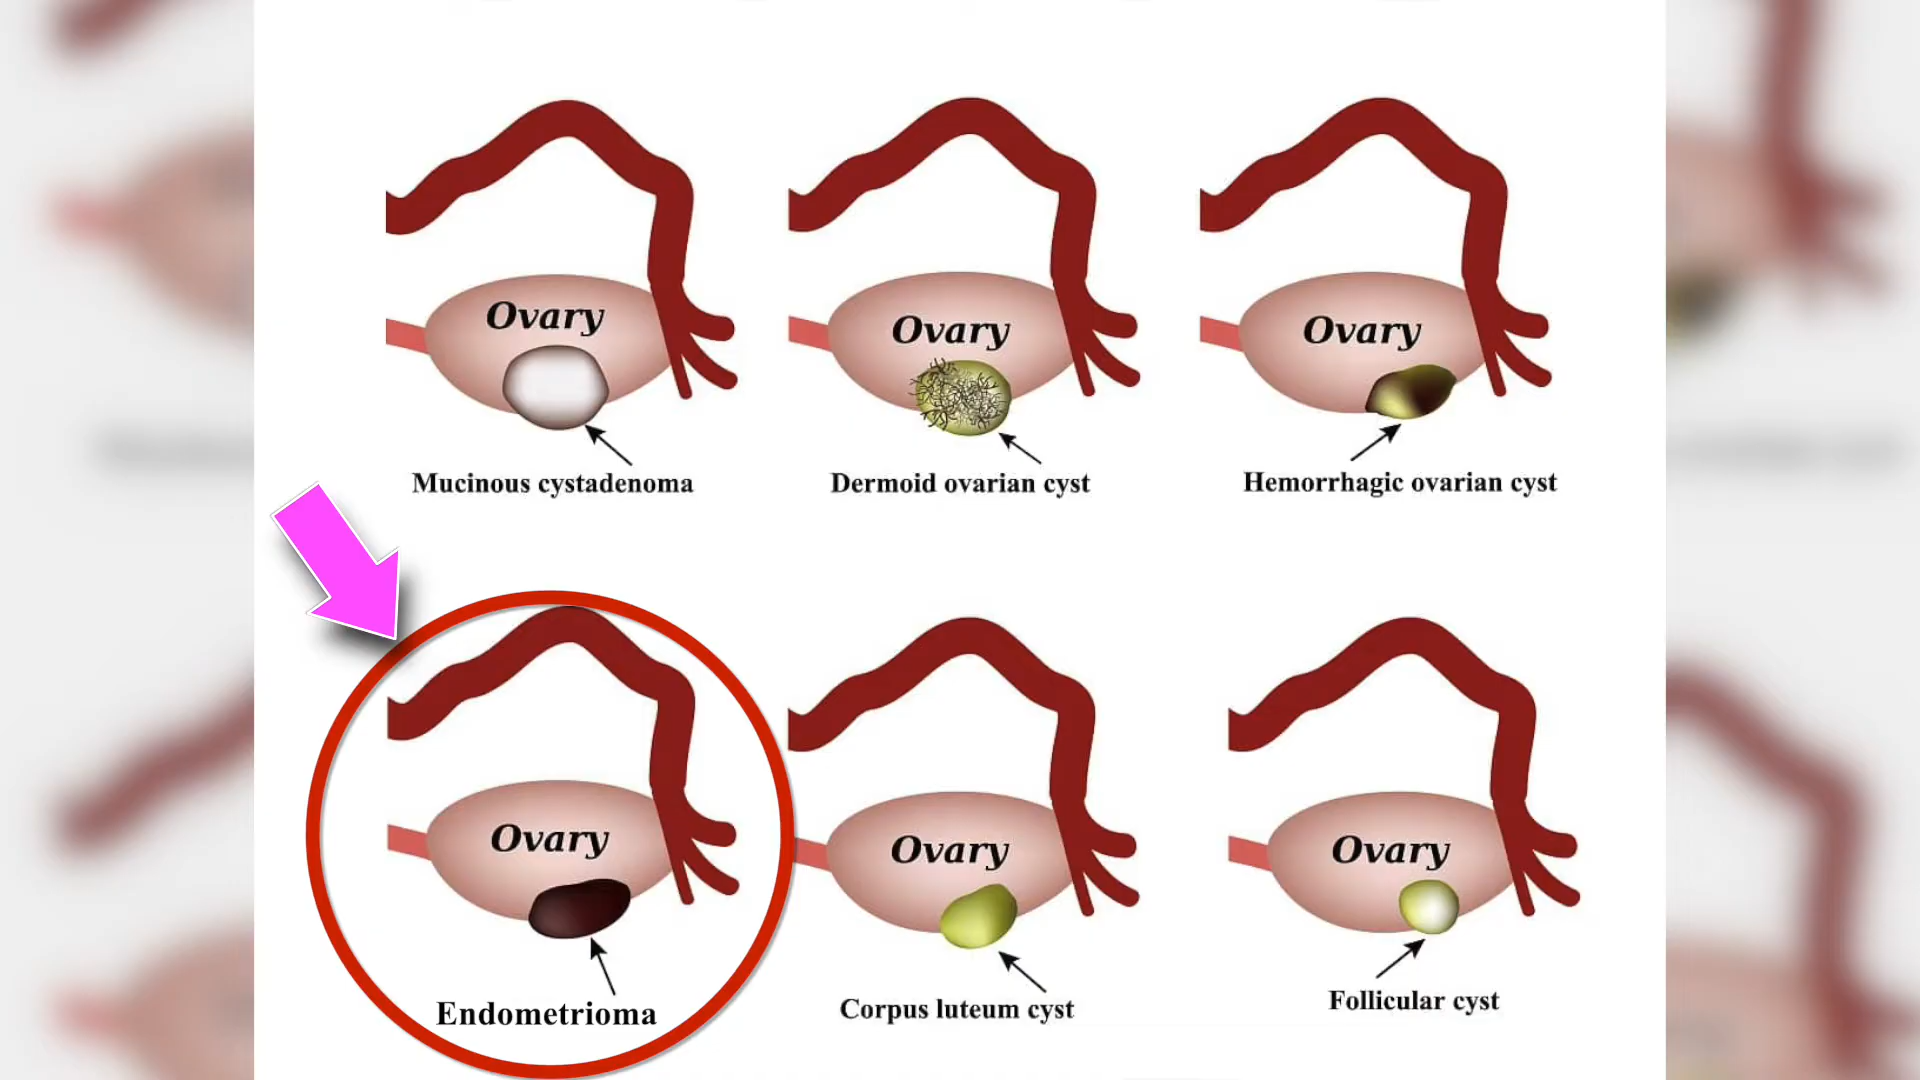 Ovary
Ovary
Ovary
Mucinous cystadenoma
Dermoid ovarian cyst
Hemorrhagic ovarian cyst
Ovary
Ovary
Ovary
Endometrioma
Corpus luteum cyst
Follicular cyst